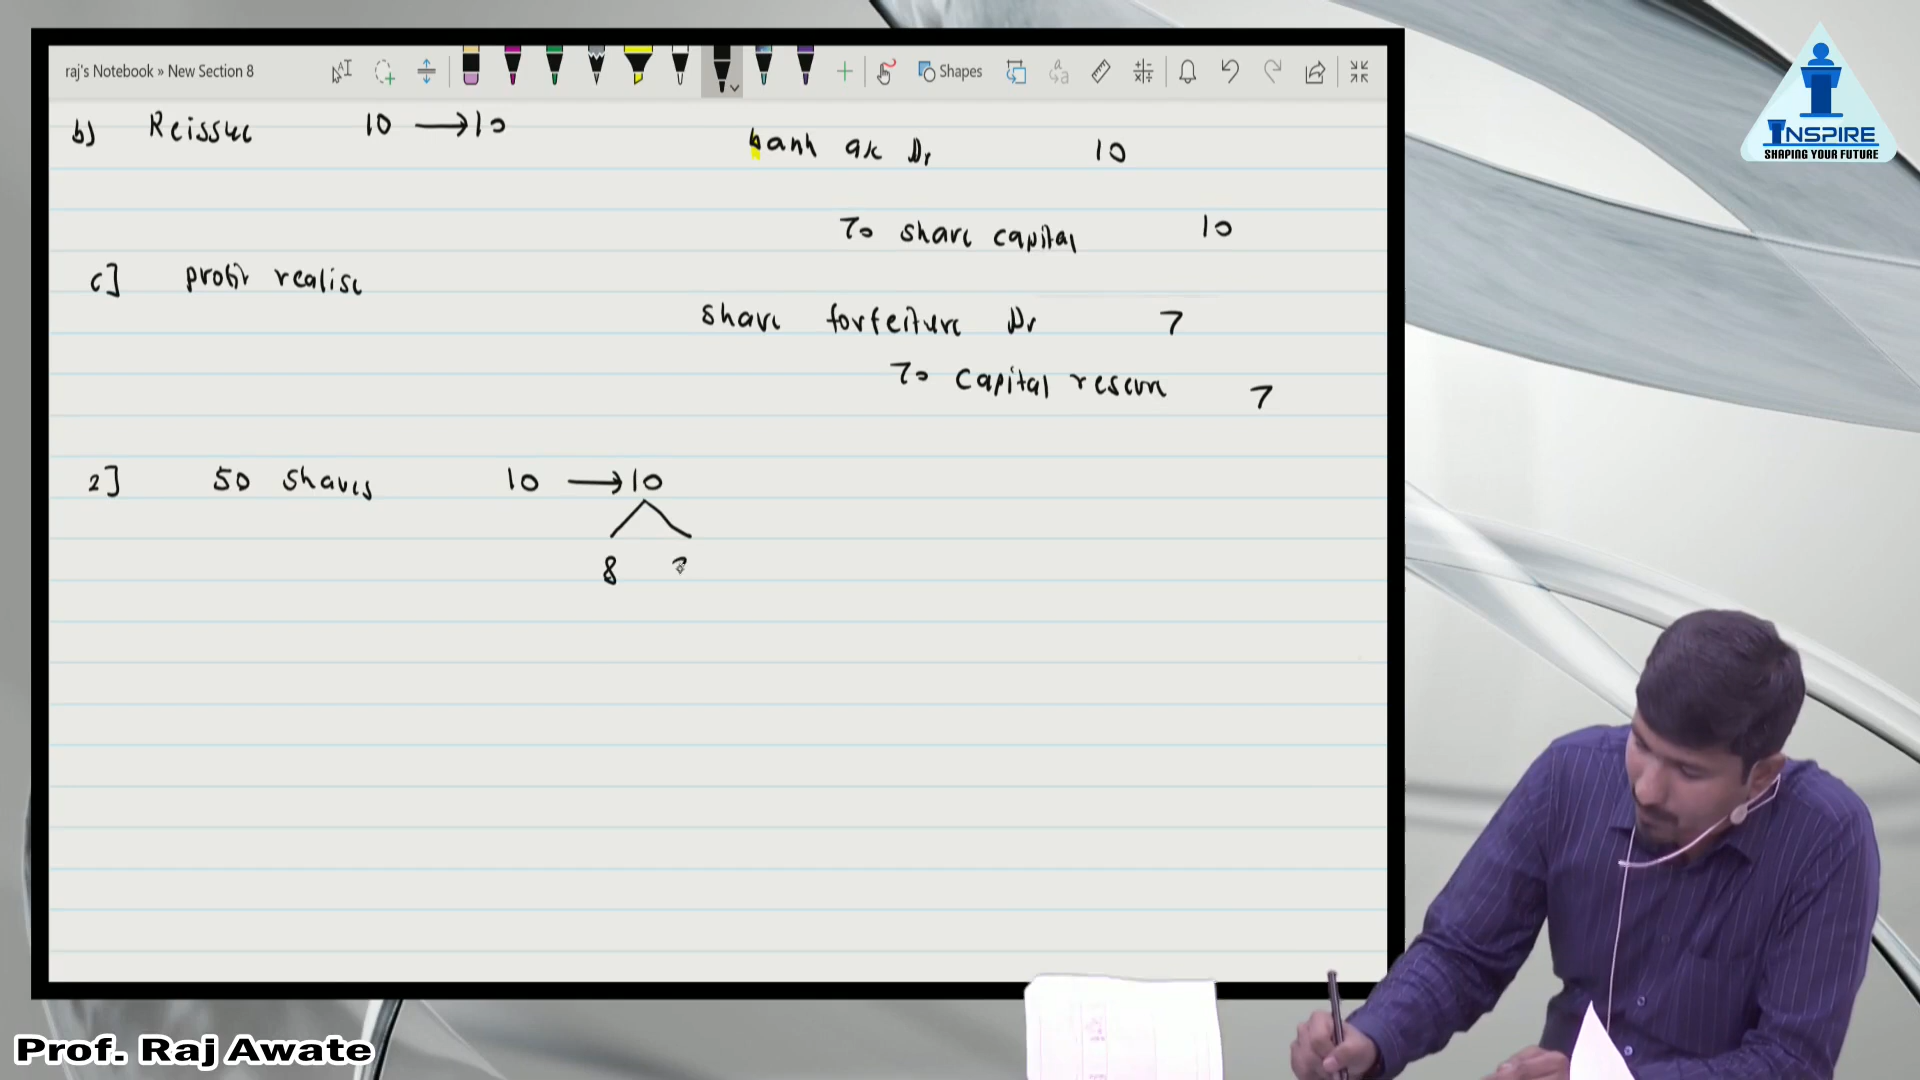 raj's Notebook » New Section 8
Shapes
INSPIRE
SHAPING YOUR FUTURE
b) Reissue 10 → 10
bank a/c Dr 10
To share capital 10
c] profit realise
share forfeiture Dr 7
To capital reserve 7
2] 50 shares 10 → 10
8
Prof. Raj Awate